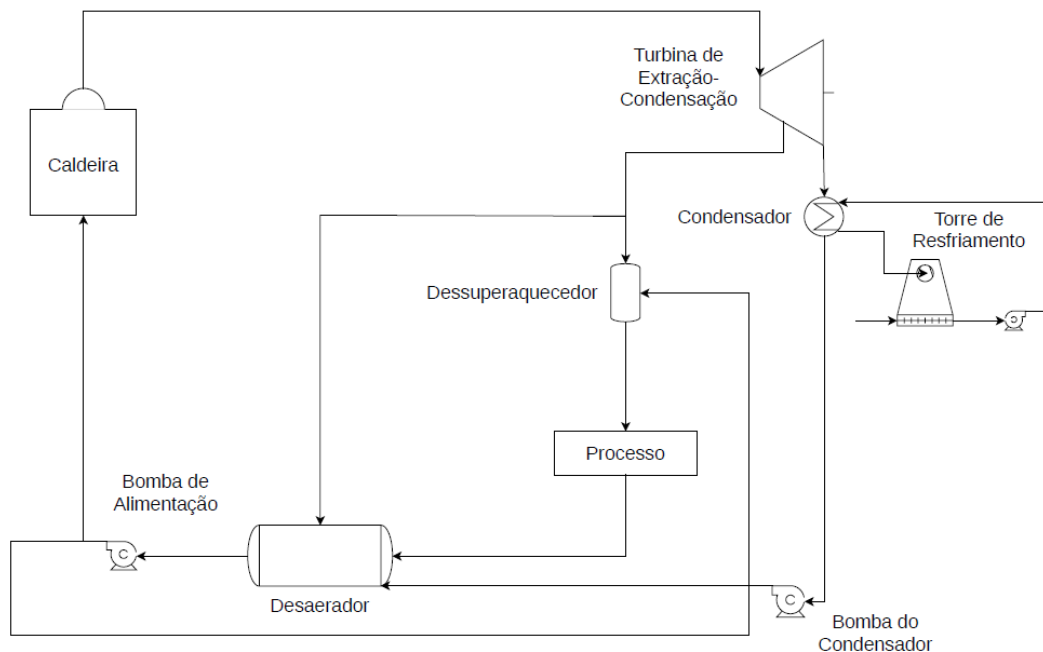 Turbina de
Extração-
Condensação
Caldeira
Condensador
Torre de
Resfriamento
Dessuperaquecedor
Processo
Bomba de
Alimentação
C
Desaerador
C
Bomba do
Condensador